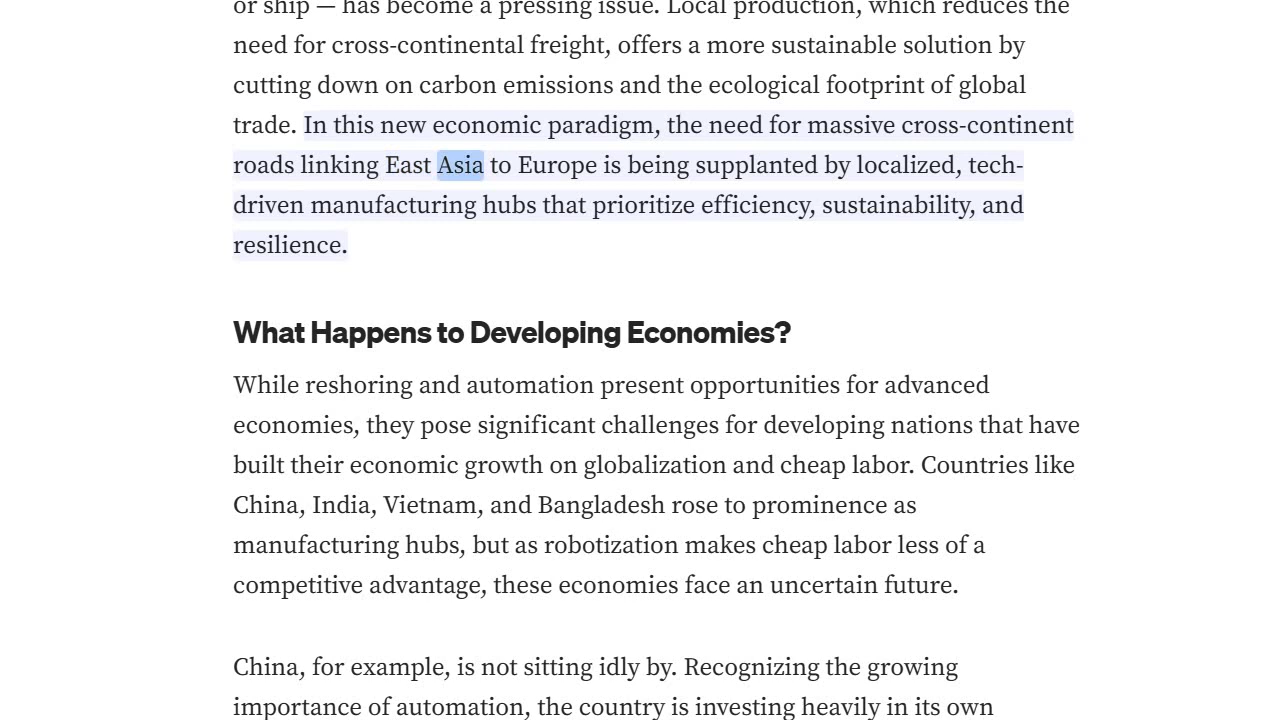 or ship — has become a pressing issue. Local production, which reduces the
need for cross-continental freight, offers a more sustainable solution by
cutting down on carbon emissions and the ecological footprint of global
trade. In this new economic paradigm, the need for massive cross-continent
roads linking East Asia to Europe is being supplanted by localized, tech-
driven manufacturing hubs that prioritize efficiency, sustainability, and
resilience.
What Happens to Developing Economies?
While reshoring and automation present opportunities for advanced
economies, they pose significant challenges for developing nations that have
built their economic growth on globalization and cheap labor. Countries like
China, India, Vietnam, and Bangladesh rose to prominence as
manufacturing hubs, but as robotization makes cheap labor less of a
competitive advantage, these economies face an uncertain future.
China, for example, is not sitting idly by. Recognizing the growing
importance of automation, the country is investing heavily in its own